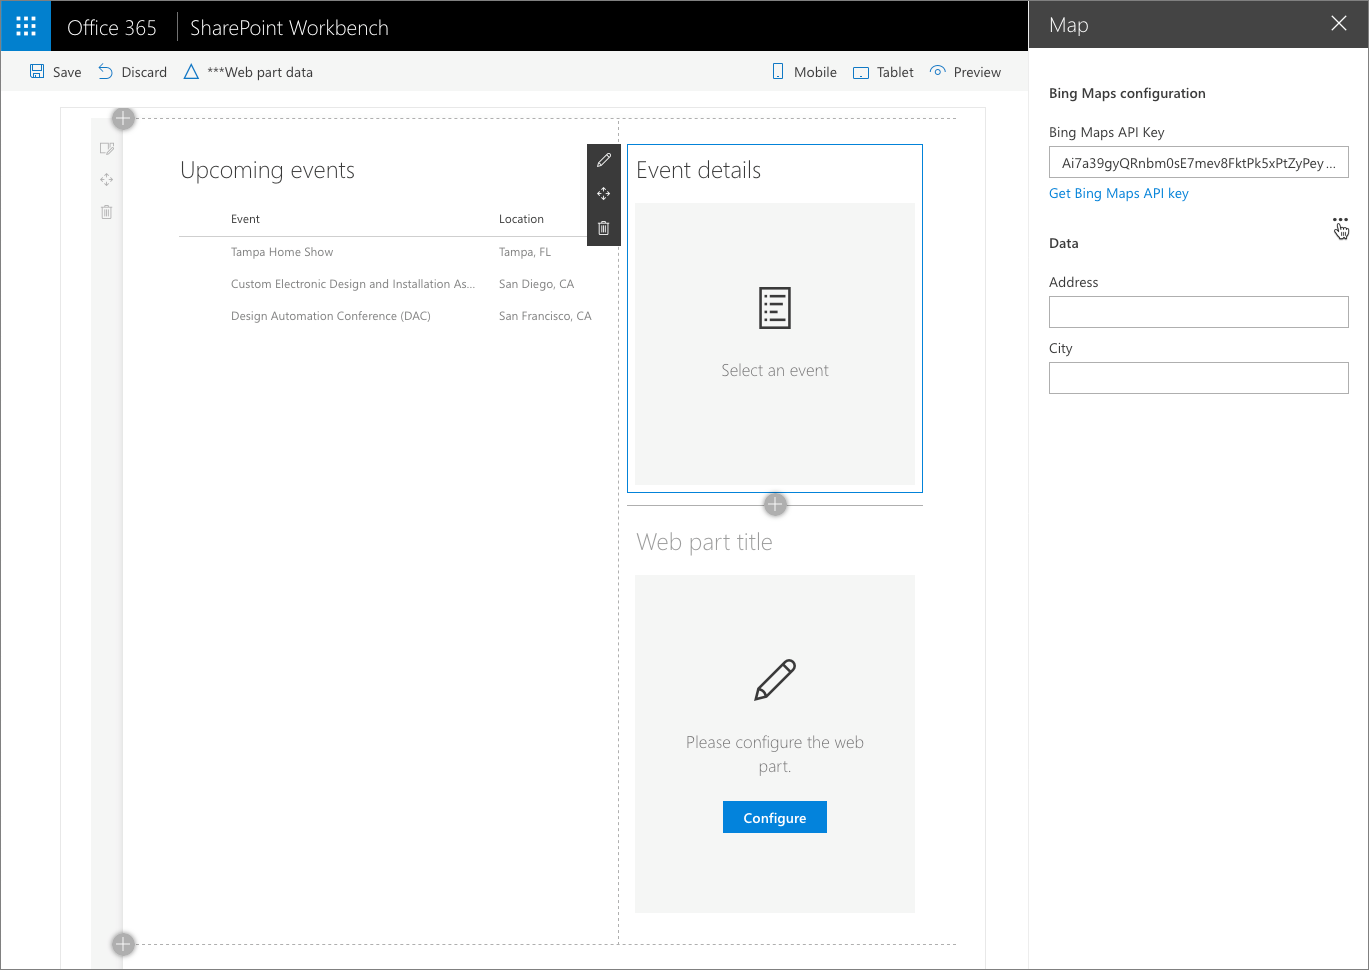 Office 365
SharePoint Workbench
Map
Save
Discard
***Web part data
Mobile
Tablet
Preview
Upcoming events
Event
Location
Tampa Home Show
Tampa, FL
Custom Electronic Design and Installation As...
San Diego, CA
Design Automation Conference (DAC)
San Francisco, CA
Event details
Select an event
Web part title
Please configure the web
part.
Configure
Bing Maps configuration
Bing Maps API Key
Ai7a39gyQRnbm0sE7mev8FktPk5xPtZyPey...
Get Bing Maps API key
Data
Address
City